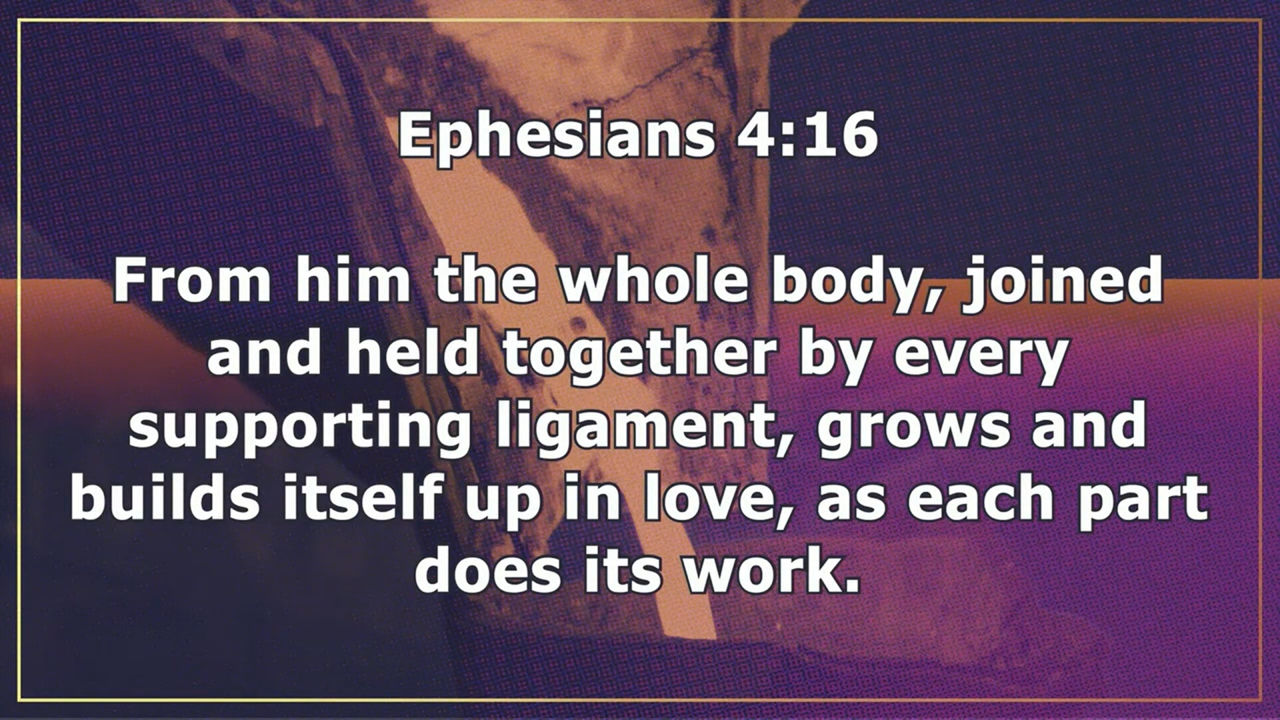 Ephesians 4:16
From him the whole body, joined
and held together by every
supporting ligament, grows and
builds itself up in love, as each part
does its work.